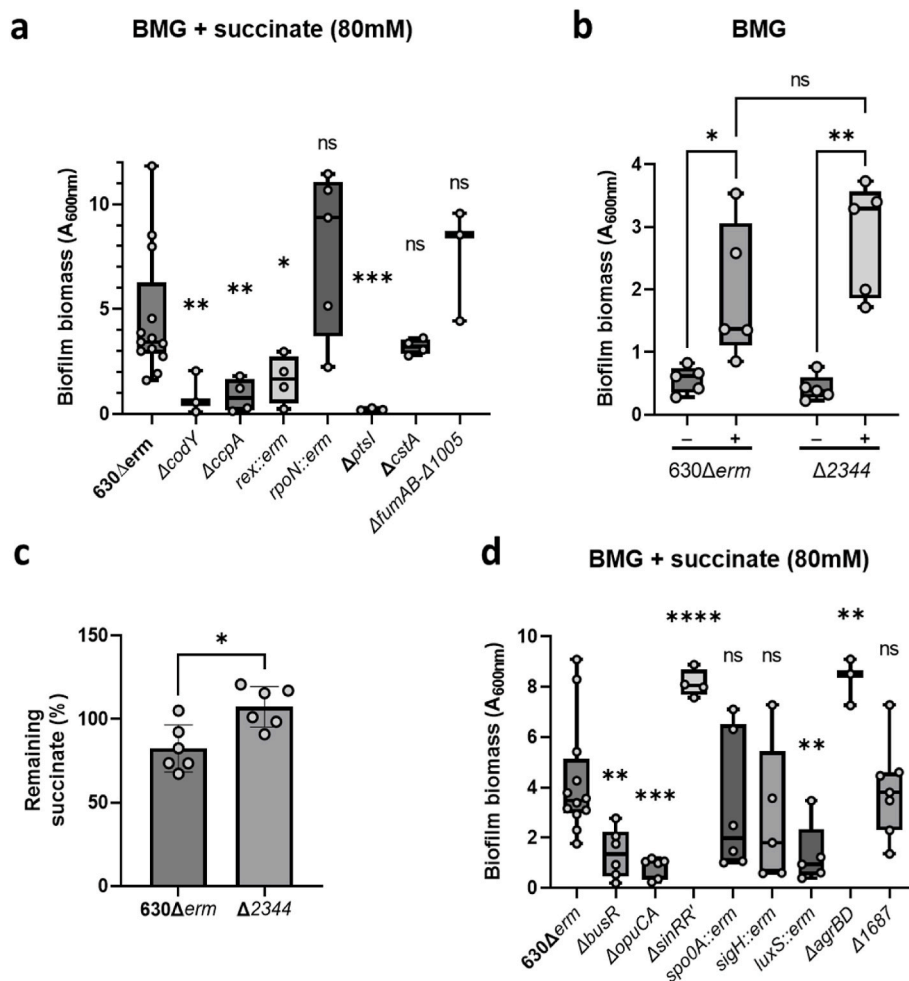 a
BMG + succinate (80mM)
Biofilm biomass (A600nm)
10
5
0
**
**
*
ns
***
ns
ns
630Δerm
ΔcodY
ΔccpA
rex::erm
rpoN::erm
ΔptsI
ΔcstA
ΔfumAB-Δ1005
b
BMG
Biofilm biomass (A600nm)
4
3
2
1
0
ns
*
**
– + – +
630Δerm Δ2344
c
Remaining
succinate (%)
150
100
50
0
*
630Δerm Δ2344
d
BMG + succinate (80mM)
Biofilm biomass (A600nm)
10
8
6
4
2
0
**
***
****
ns
ns
**
**
ns
630Δerm
ΔbusR
ΔopuCA
ΔsinRR'
spo0A::erm
sigH::erm
luxS::erm
ΔagrBD
Δ1687